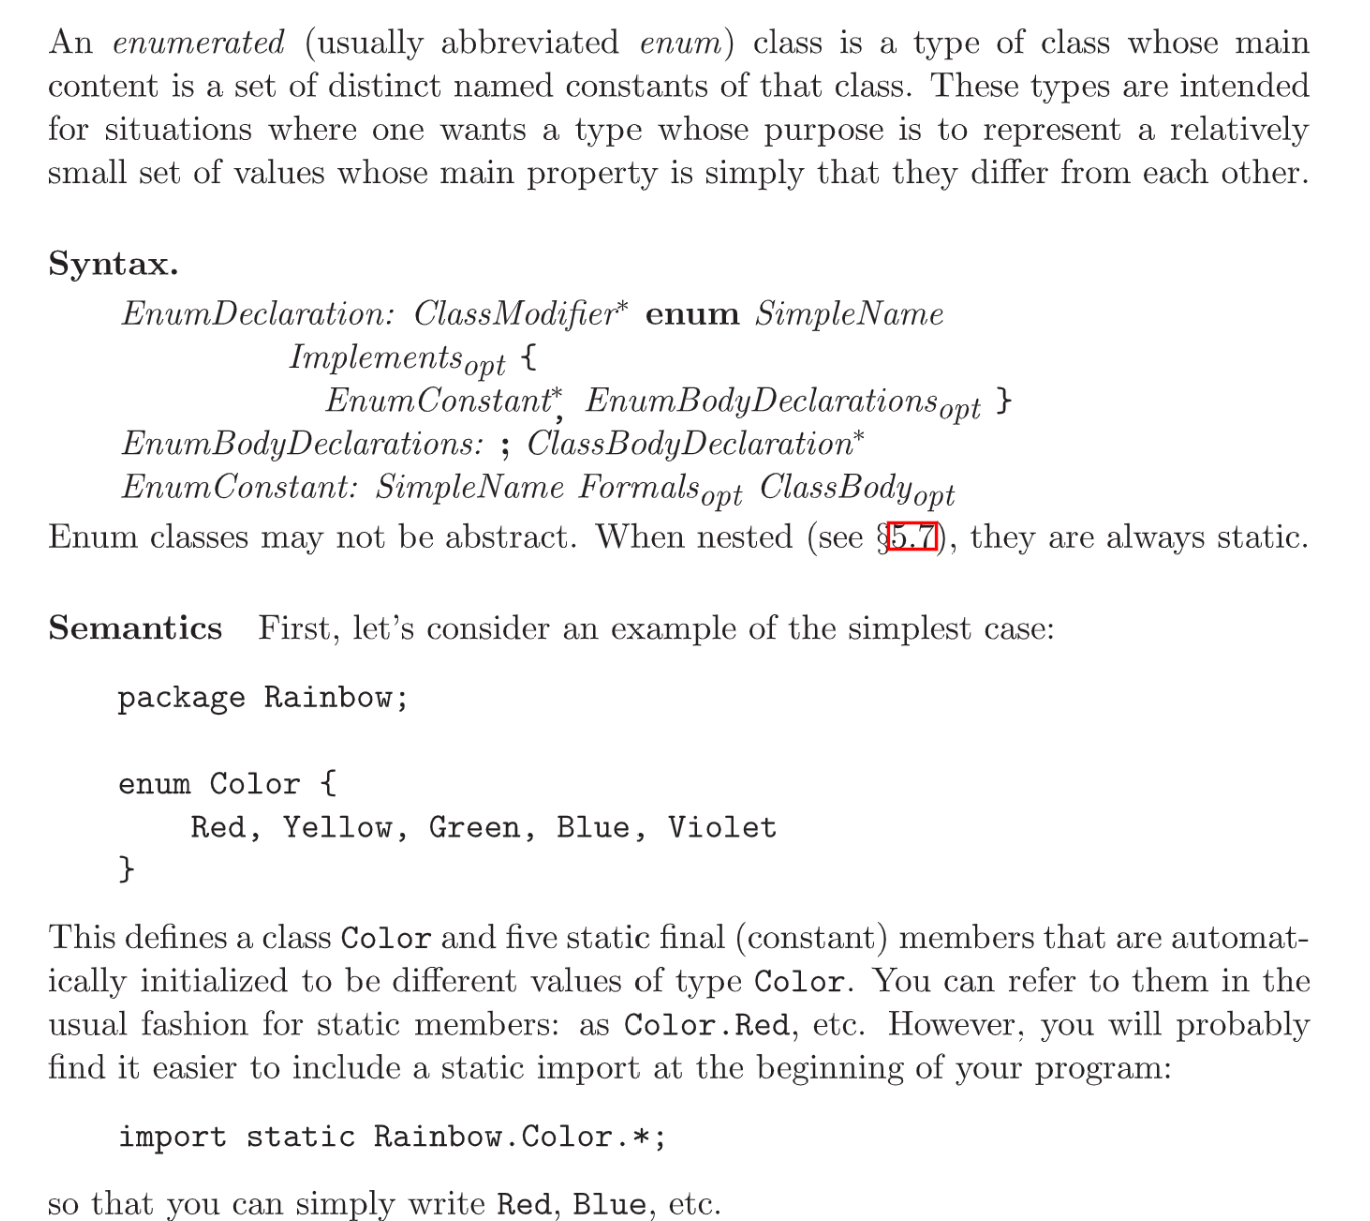 An enumerated (usually abbreviated enum) class is a type of class whose main
content is a set of distinct named constants of that class. These types are intended
for situations where one wants a type whose purpose is to represent a relatively
small set of values whose main property is simply that they differ from each other.
Syntax.
EnumDeclaration: ClassModifier* enum SimpleName
Implements opt {
EnumConstant*, EnumBodyDeclarations opt }
EnumBodyDeclarations: ; ClassBodyDeclaration*
EnumConstant: SimpleName Formals opt ClassBody opt
Enum classes may not be abstract. When nested (see §5.7), they are always static.
Semantics First, let's consider an example of the simplest case:
package Rainbow;
enum Color {
Red, Yellow, Green, Blue, Violet
}
This defines a class Color and five static final (constant) members that are automat-
ically initialized to be different values of type Color. You can refer to them in the
usual fashion for static members: as Color.Red, etc. However, you will probably
find it easier to include a static import at the beginning of your program:
import static Rainbow.Color.*;
so that you can simply write Red, Blue, etc.